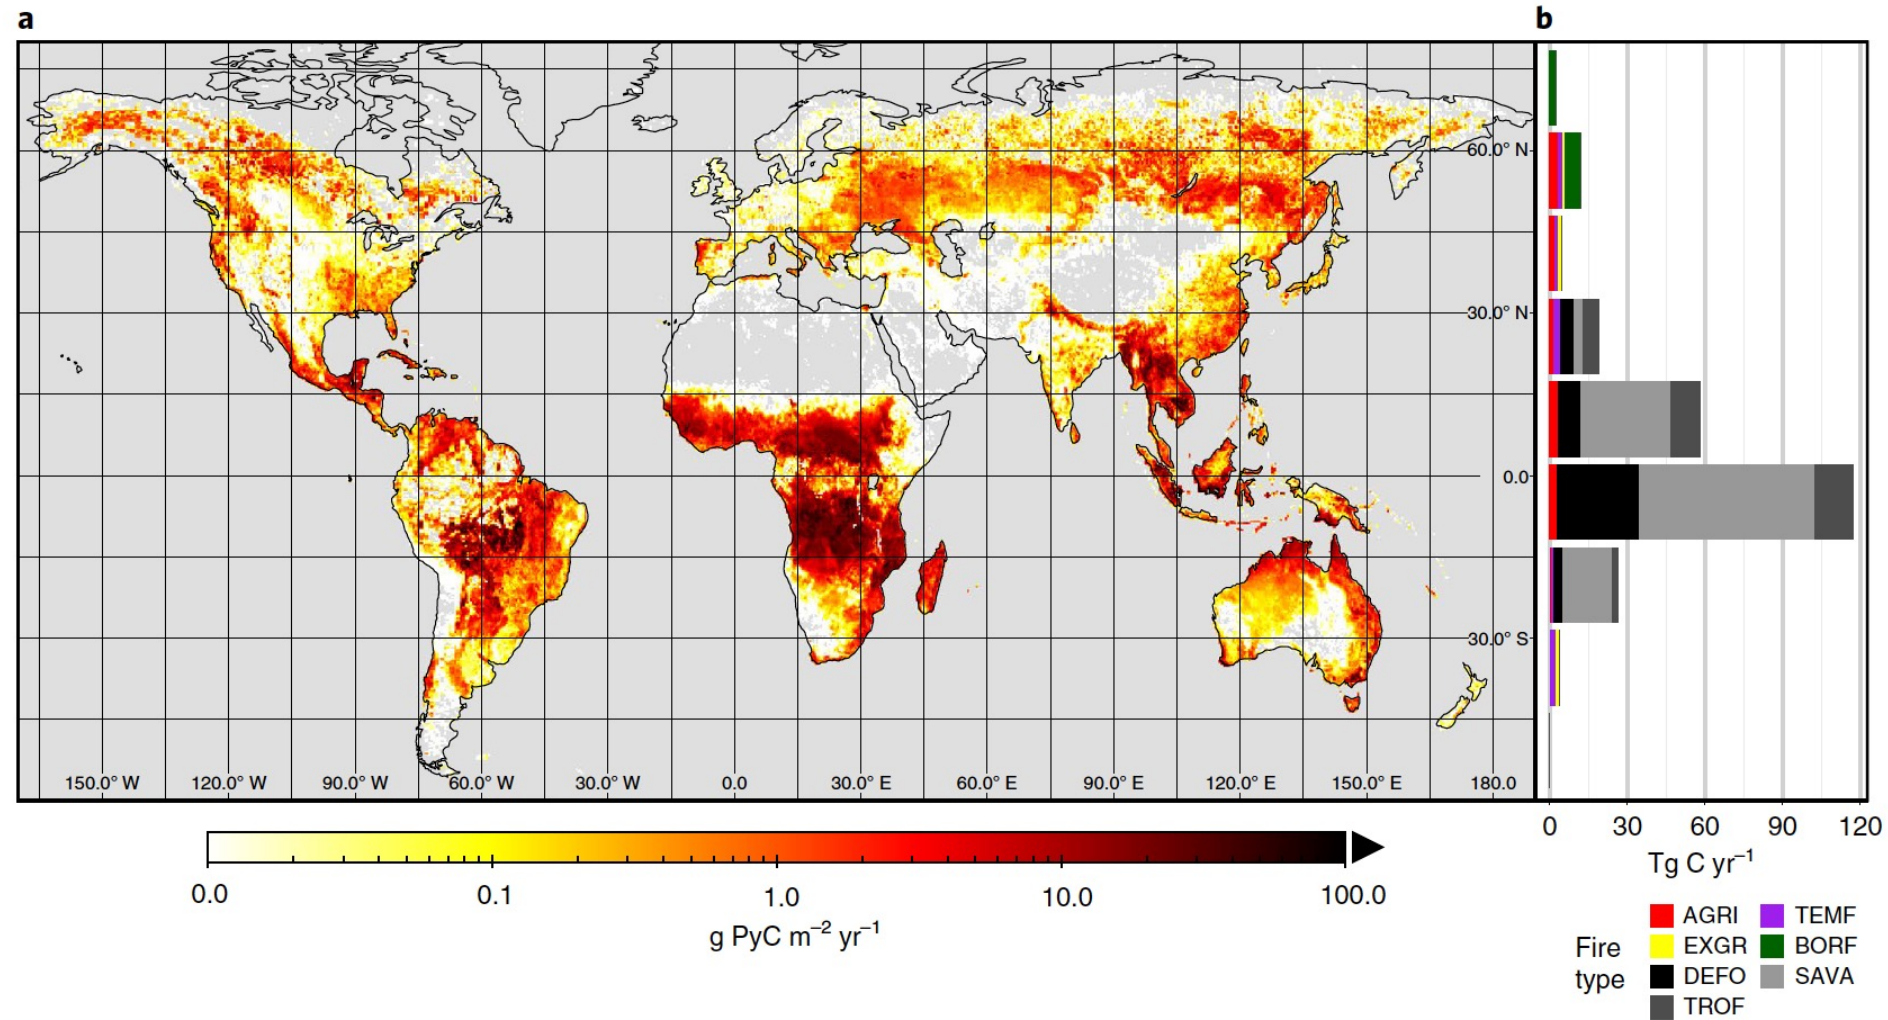 a
b
60.0° N
30.0° N
0.0
30.0° S
150.0° W 120.0° W 90.0° W 60.0° W 30.0° W 0.0 30.0° E 60.0° E 90.0° E 120.0° E 150.0° E 180.0
0.0 0.1 1.0 10.0 100.0
g PyC m⁻² yr⁻¹
0 30 60 90 120
Tg C yr⁻¹
Fire type
AGRI TEMF
EXGR BORF
DEFO SAVA
TROF